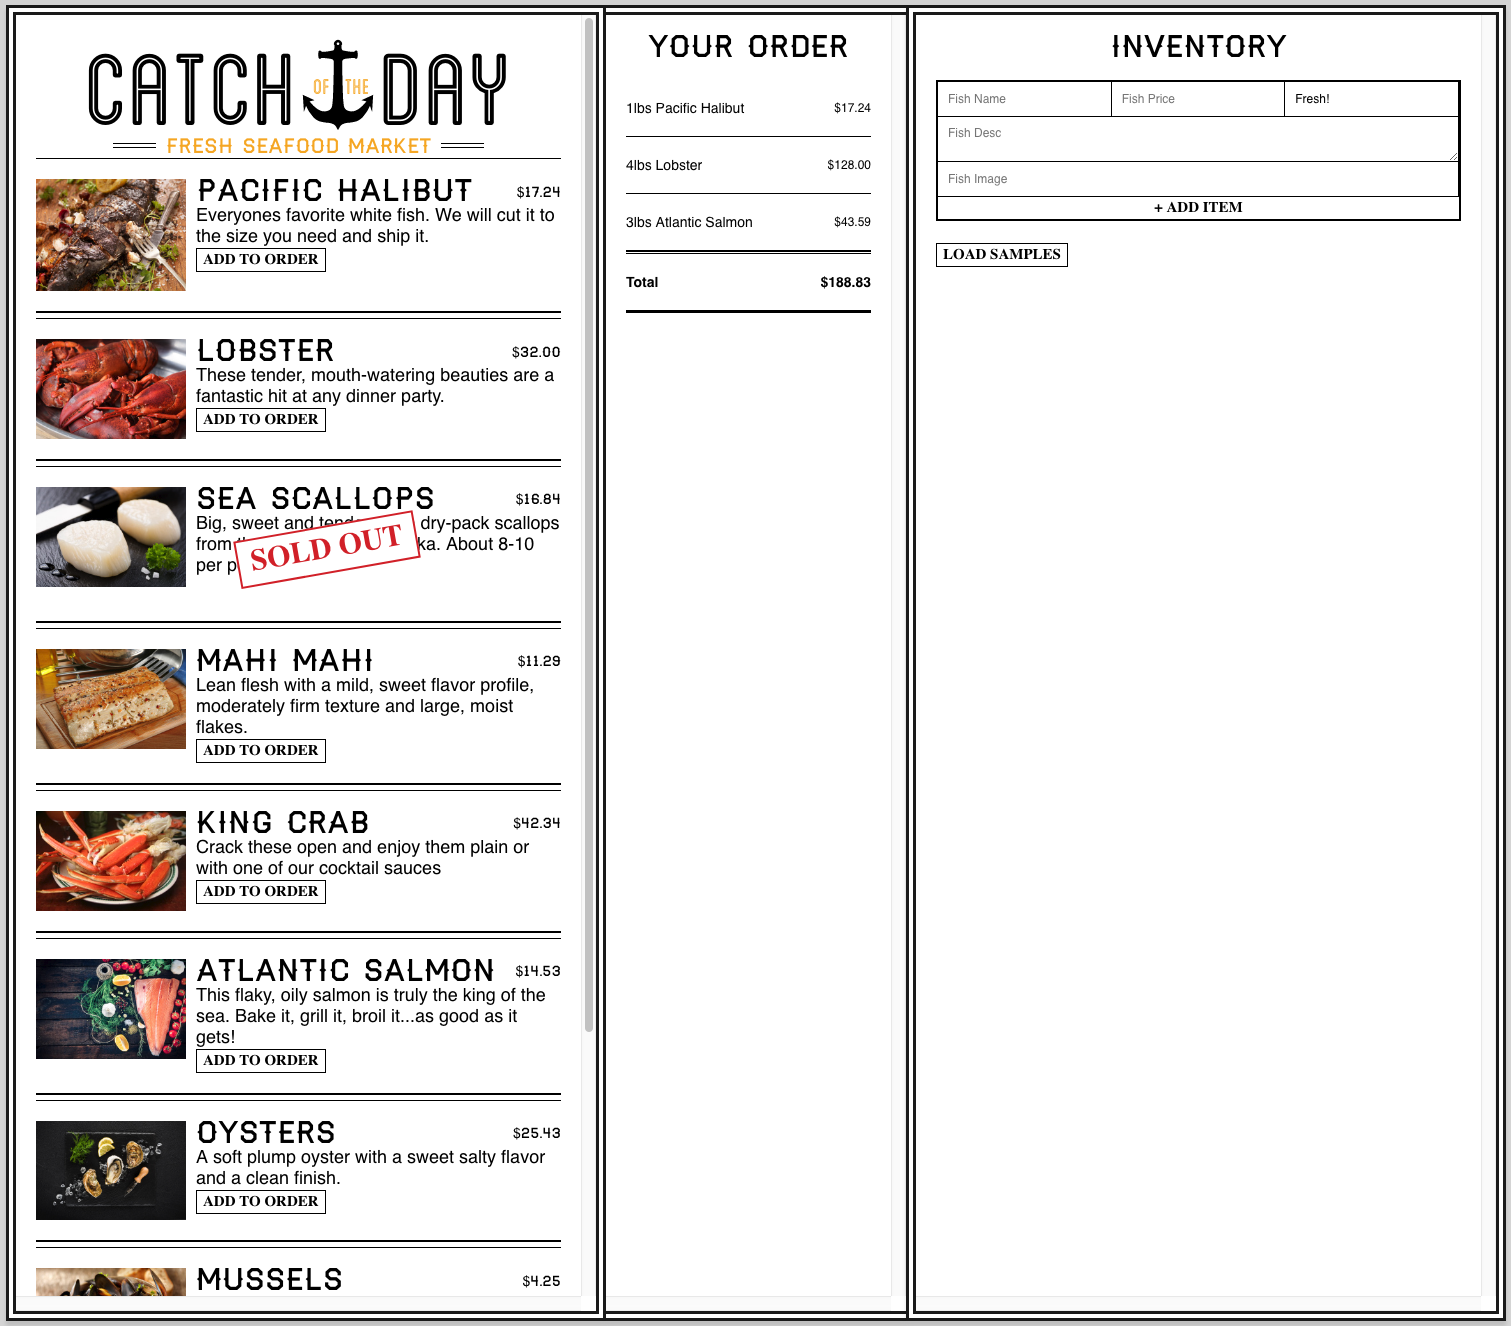 CATCH OF THE DAY
FRESH SEAFOOD MARKET
PACIFIC HALIBUT $17.24
Everyones favorite white fish. We will cut it to
the size you need and ship it.
ADD TO ORDER
LOBSTER $32.00
These tender, mouth-watering beauties are a
fantastic hit at any dinner party.
ADD TO ORDER
SEA SCALLOPS $16.84
Big, sweet and dry-pack scallops
from About 8-10
per
SOLD OUT
MAHI MAHI $11.29
Lean flesh with a mild, sweet flavor profile,
moderately firm texture and large, moist
flakes.
ADD TO ORDER
KING CRAB $42.34
Crack these open and enjoy them plain or
with one of our cocktail sauces
ADD TO ORDER
ATLANTIC SALMON $14.53
This flaky, oily salmon is truly the king of the
sea. Bake it, grill it, broil it...as good as it
gets!
ADD TO ORDER
OYSTERS $25.43
A soft plump oyster with a sweet salty flavor
and a clean finish.
ADD TO ORDER
MUSSELS $4.25
YOUR ORDER
1lbs Pacific Halibut $17.24
4lbs Lobster $128.00
3lbs Atlantic Salmon $43.59
Total $188.83
INVENTORY
Fish Name Fish Price Fresh!
Fish Desc
Fish Image
+ ADD ITEM
LOAD SAMPLES